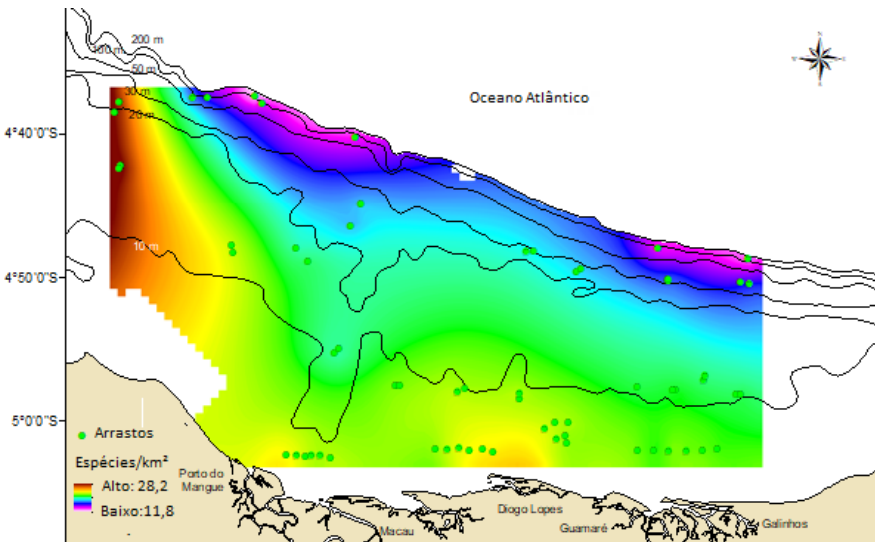 200 m
100 m
50 m
30 m
20 m
10 m
N
Oceano Atlântico
4°40'0"S
4°50'0"S
5°0'0"S
Arrastos
Espécies/km²
Alto: 28,2
Baixo:11,8
Porto do
Mangue
Macau
Diogo Lopes
Guamaré
Galinhos